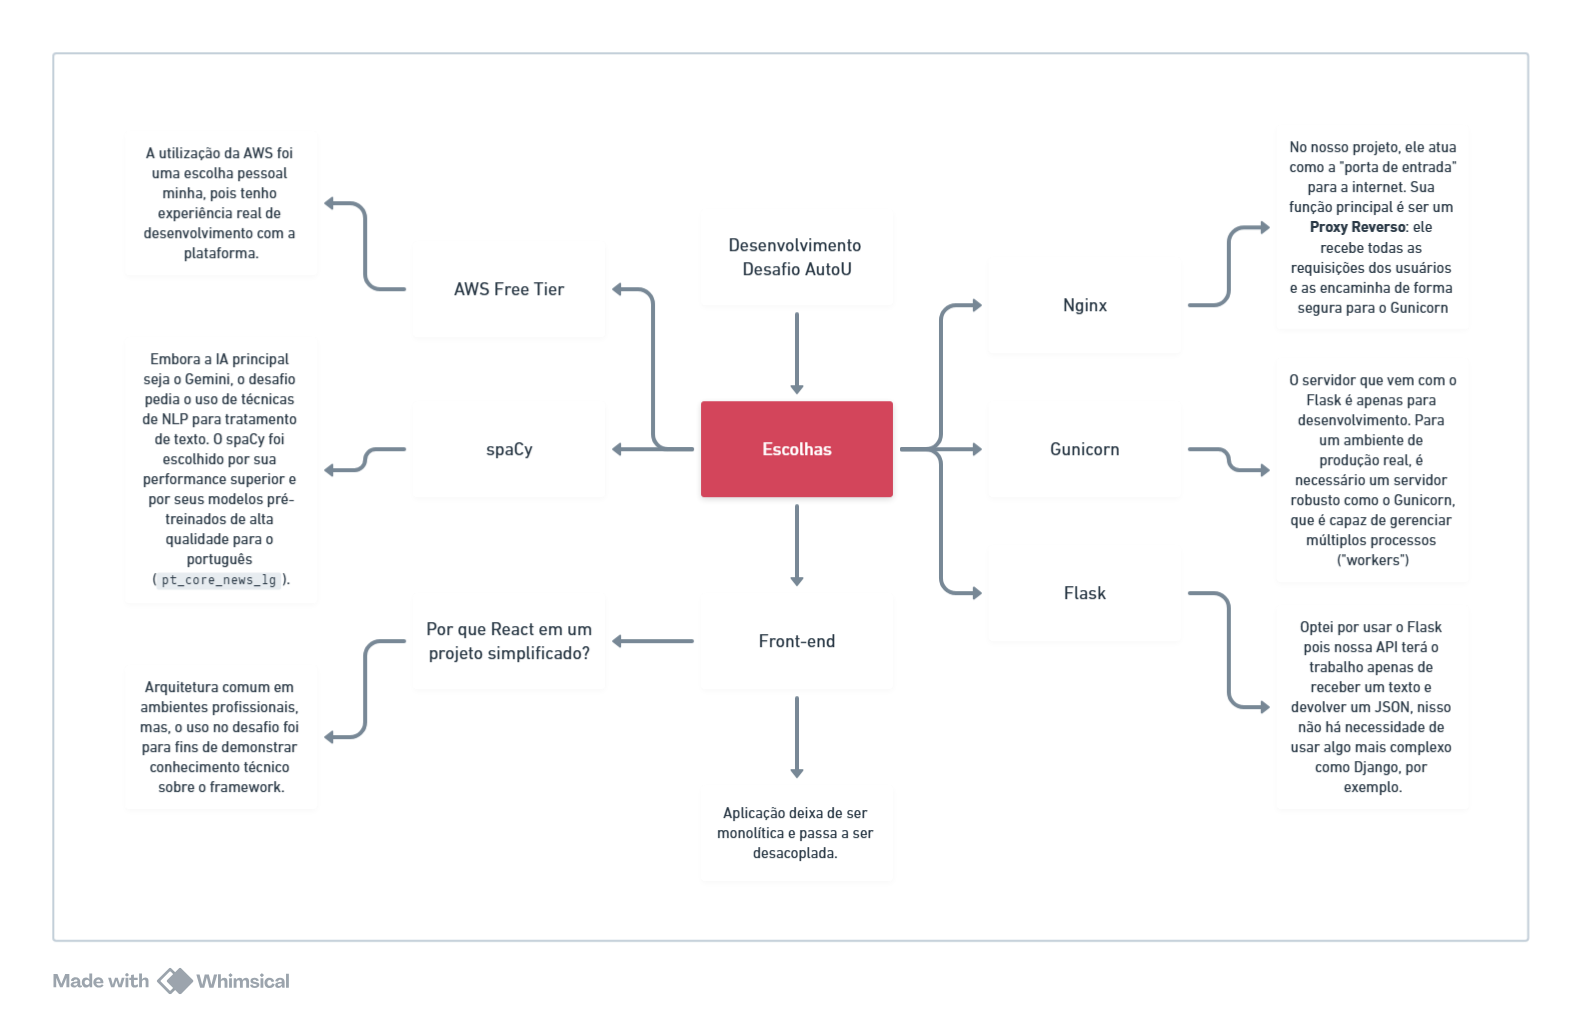 A utilização da AWS foi
uma escolha pessoal
minha, pois tenho
experiência real de
desenvolvimento com a
plataforma.
AWS Free Tier
Desenvolvimento
Desafio AutoU
Nginx
No nosso projeto, ele atua
como a "porta de entrada"
para a internet. Sua
função principal é ser um
Proxy Reverso: ele
recebe todas as
requisições dos usuários
e as encaminha de forma
segura para o Gunicorn
Embora a IA principal
seja o Gemini, o desafio
pedia o uso de técnicas
de NLP para tratamento
de texto. O spaCy foi
escolhido por sua
performance superior e
por seus modelos pré-
treinados de alta
qualidade para o
português
( pt_core_news_lg ).
spaCy
Escolhas
Gunicorn
O servidor que vem com o
Flask é apenas para
desenvolvimento. Para
um ambiente de
produção real, é
necessário um servidor
robusto como o Gunicorn,
que é capaz de gerenciar
múltiplos processos
("workers")
Flask
Optei por usar o Flask
pois nossa API terá o
trabalho apenas de
receber um texto e
devolver um JSON, nisso
não há necessidade de
usar algo mais complexo
como Django, por
exemplo.
Por que React em um
projeto simplificado?
Front-end
Arquitetura comum em
ambientes profissionais,
mas, o uso no desafio foi
para fins de demonstrar
conhecimento técnico
sobre o framework.
Aplicação deixa de ser
monolítica e passa a ser
desacoplada.
Made with Whimsical